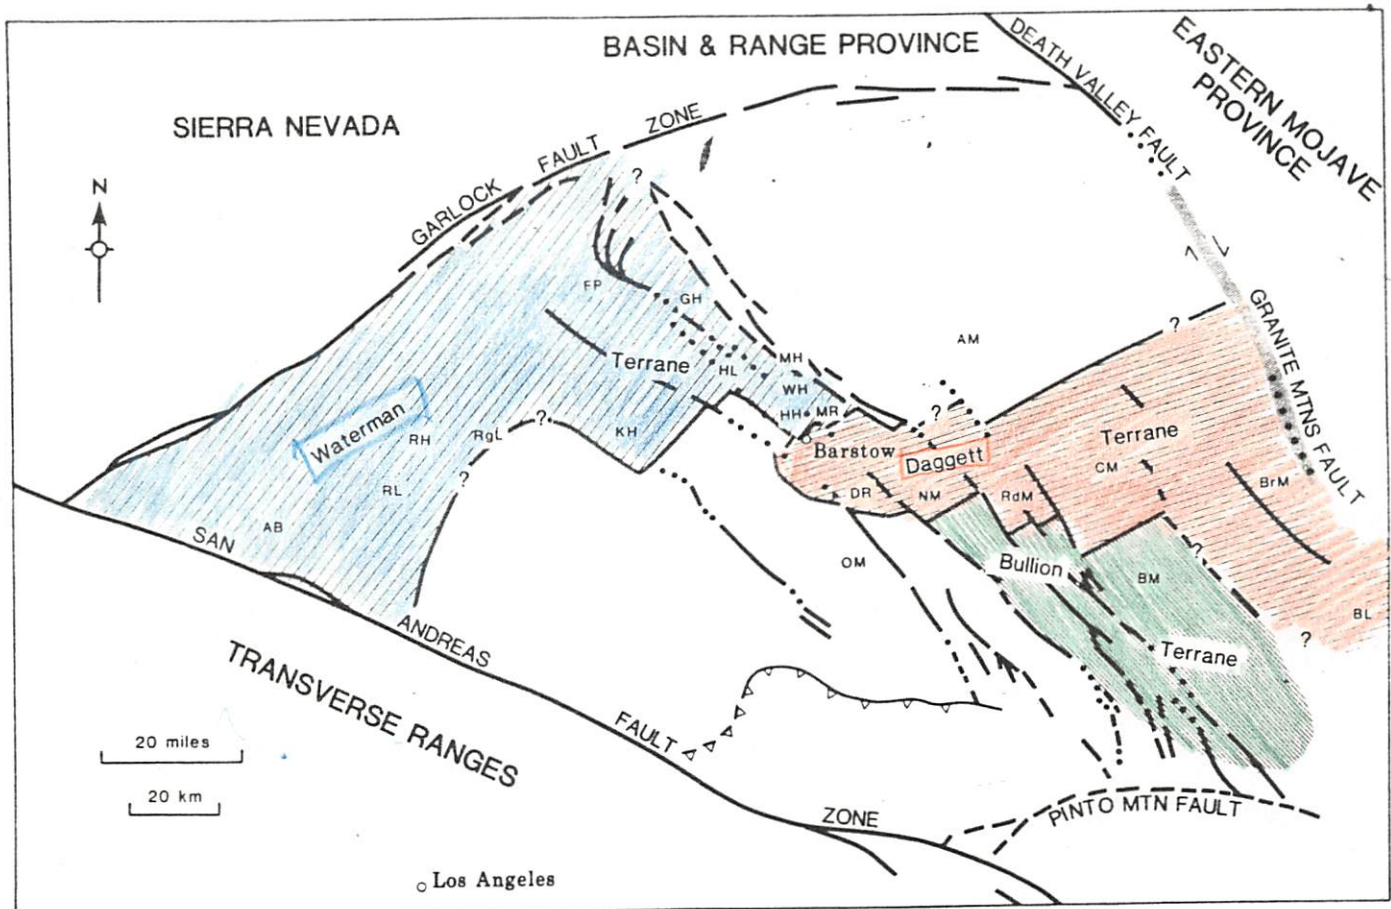 BASIN & RANGE PROVINCE
EASTERN MOJAVE
PROVINCE
DEATH VALLEY FAULT
SIERRA NEVADA
GARLOCK FAULT ZONE
N
?
FP
GH
GRANITE MTNS FAULT
?
AM
Terrane
HL
MH
WH
HH
MR
?
Waterman
RH
RgL
?
KH
Barstow
Daggett
Terrane
CM
BrM
?
RL
DR
NM
RdM
AB
OM
Bullion
BM
?
BL
?
Terrane
SAN ANDREAS FAULT ZONE
TRANSVERSE RANGES
20 miles
20 km
PINTO MTN FAULT
Los Angeles